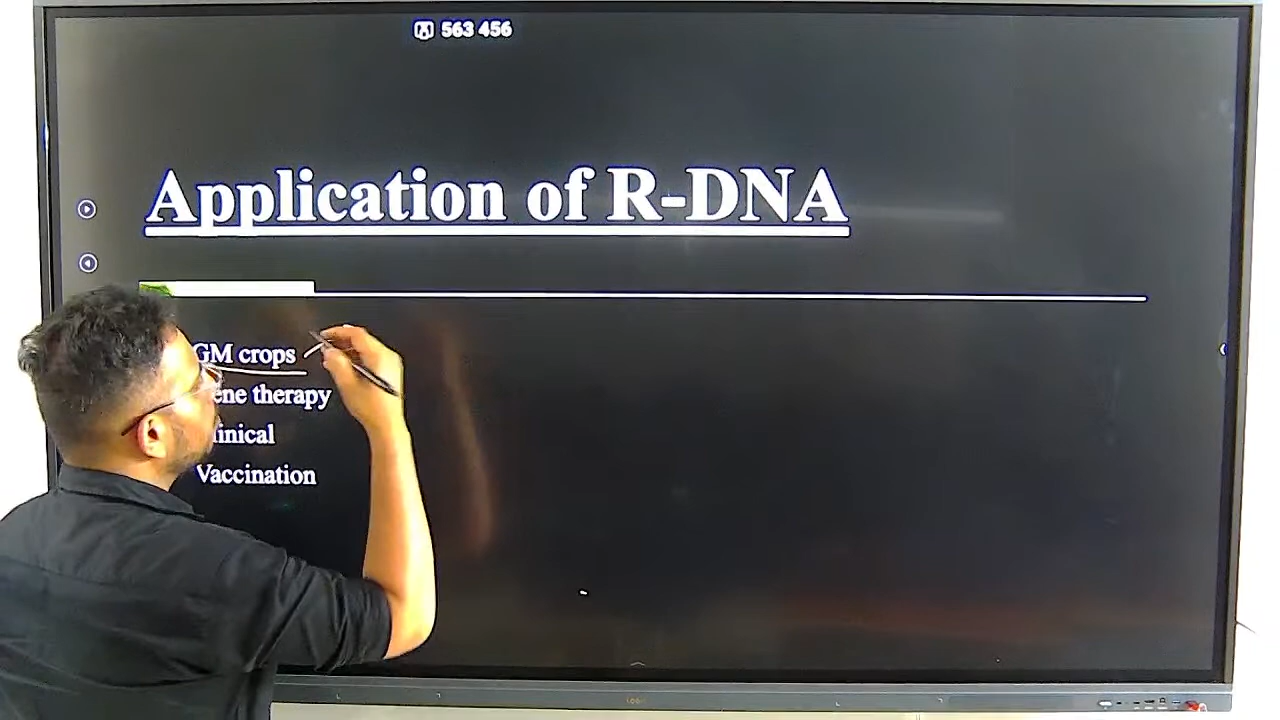 563 456
Application of R-DNA
GM crops
ene therapy
inical
Vaccination